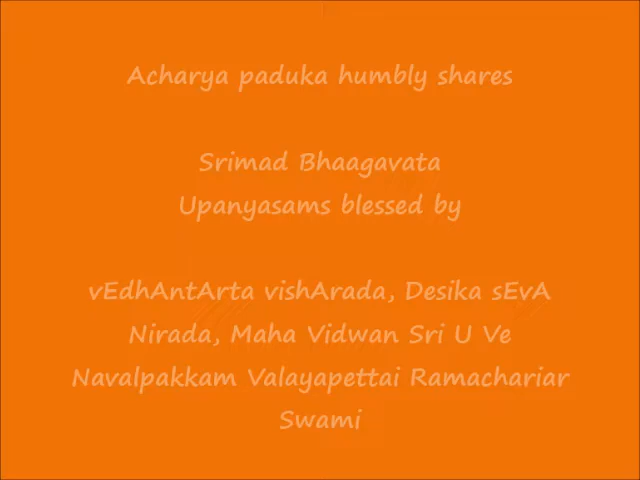 Acharya paduka humbly shares
Srimad Bhaagavata
Upanyasams blessed by
vEdhAntArta vishArada, Desika sEvA
Nirada, Maha Vidwan Sri U Ve
Navalpakkam Valayapettai Ramachariar
Swami